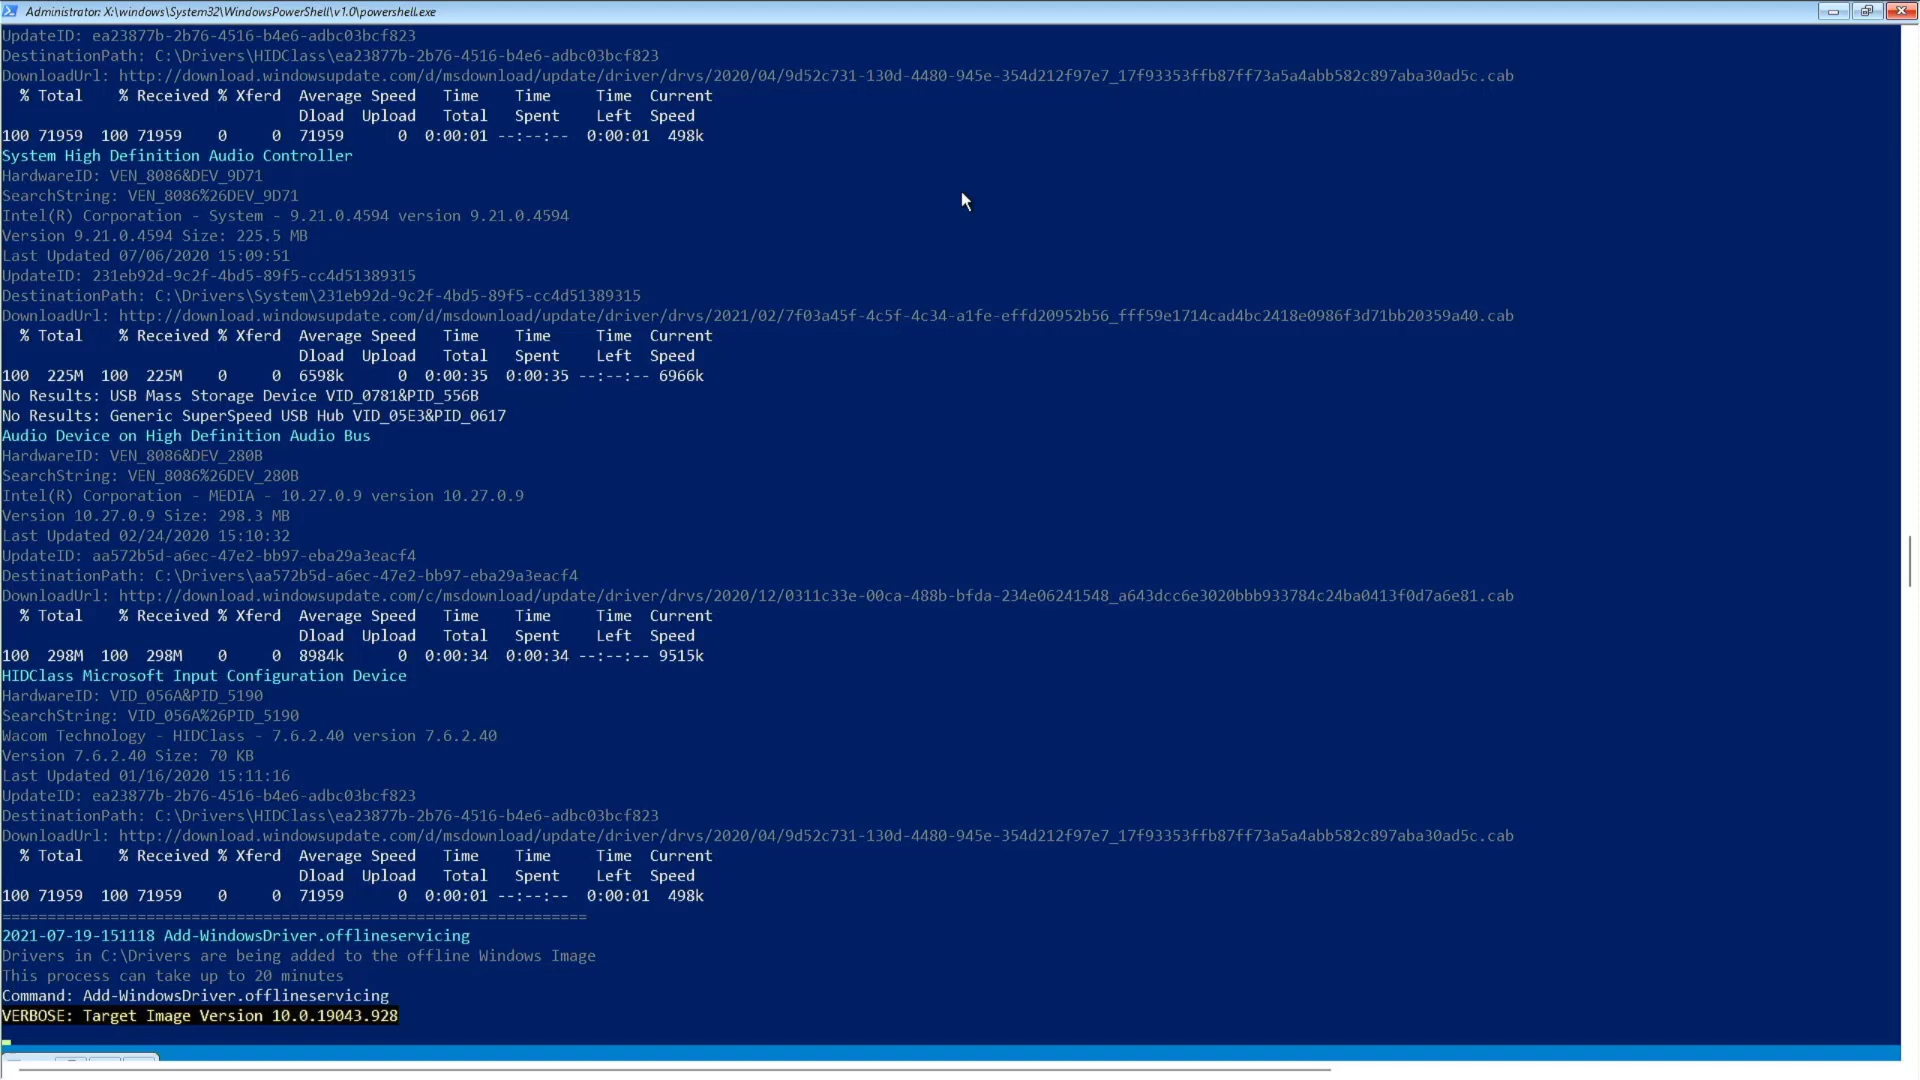 Administrator: X:\windows\System32\WindowsPowerShell\v1.0\powershell.exe
UpdateID: ea23877b-2b76-4516-b4e6-adbc03bcf823
DestinationPath: C:\Drivers\HIDClass\ea23877b-2b76-4516-b4e6-adbc03bcf823
DownloadUrl: http://download.windowsupdate.com/d/msdownload/update/driver/drvs/2020/04/9d52c731-130d-4480-945e-354d212f97e7_17f93353ffb87ff73a5a4abb582c897aba30ad5c.cab
% Total % Received % Xferd Average Speed Time Time Time Current
Dload Upload Total Spent Left Speed
100 71959 100 71959 0 0 71959 0 0:00:01 --:--:-- 0:00:01 498k
System High Definition Audio Controller
HardwareID: VEN_8086&DEV_9D71
SearchString: VEN_8086%26DEV_9D71
Intel(R) Corporation - System - 9.21.0.4594 version 9.21.0.4594
Version 9.21.0.4594 Size: 225.5 MB
Last Updated 07/06/2020 15:09:51
UpdateID: 231eb92d-9c2f-4bd5-89f5-cc4d51389315
DestinationPath: C:\Drivers\System\231eb92d-9c2f-4bd5-89f5-cc4d51389315
DownloadUrl: http://download.windowsupdate.com/d/msdownload/update/driver/drvs/2021/02/7f03a45f-4c5f-4c34-a1fe-effd20952b56_fff59e1714cad4bc2418e0986f3d71bb20359a40.cab
% Total % Received % Xferd Average Speed Time Time Time Current
Dload Upload Total Spent Left Speed
100 225M 100 225M 0 0 6598k 0 0:00:35 0:00:35 --:--:-- 6966k
No Results: USB Mass Storage Device VID_0781&PID_556B
No Results: Generic SuperSpeed USB Hub VID_05E3&PID_0617
Audio Device on High Definition Audio Bus
HardwareID: VEN_8086&DEV_280B
SearchString: VEN_8086%26DEV_280B
Intel(R) Corporation - MEDIA - 10.27.0.9 version 10.27.0.9
Version 10.27.0.9 Size: 298.3 MB
Last Updated 02/24/2020 15:10:32
UpdateID: aa572b5d-a6ec-47e2-bb97-eba29a3eacf4
DestinationPath: C:\Drivers\aa572b5d-a6ec-47e2-bb97-eba29a3eacf4
DownloadUrl: http://download.windowsupdate.com/c/msdownload/update/driver/drvs/2020/12/0311c33e-00ca-488b-bfda-234e06241548_a643dcc6e3020bbb933784c24ba0413f0d7a6e81.cab
% Total % Received % Xferd Average Speed Time Time Time Current
Dload Upload Total Spent Left Speed
100 298M 100 298M 0 0 8984k 0 0:00:34 0:00:34 --:--:-- 9515k
HIDClass Microsoft Input Configuration Device
HardwareID: VID_056A&PID_5190
SearchString: VID_056A%26PID_5190
Wacom Technology - HIDClass - 7.6.2.40 version 7.6.2.40
Version 7.6.2.40 Size: 70 KB
Last Updated 01/16/2020 15:11:16
UpdateID: ea23877b-2b76-4516-b4e6-adbc03bcf823
DestinationPath: C:\Drivers\HIDClass\ea23877b-2b76-4516-b4e6-adbc03bcf823
DownloadUrl: http://download.windowsupdate.com/d/msdownload/update/driver/drvs/2020/04/9d52c731-130d-4480-945e-354d212f97e7_17f93353ffb87ff73a5a4abb582c897aba30ad5c.cab
% Total % Received % Xferd Average Speed Time Time Time Current
Dload Upload Total Spent Left Speed
100 71959 100 71959 0 0 71959 0 0:00:01 --:--:-- 0:00:01 498k
=================================================================
2021-07-19-151118 Add-WindowsDriver.offlineservicing
Drivers in C:\Drivers are being added to the offline Windows Image
This process can take up to 20 minutes
Command: Add-WindowsDriver.offlineservicing
VERBOSE: Target Image Version 10.0.19043.928